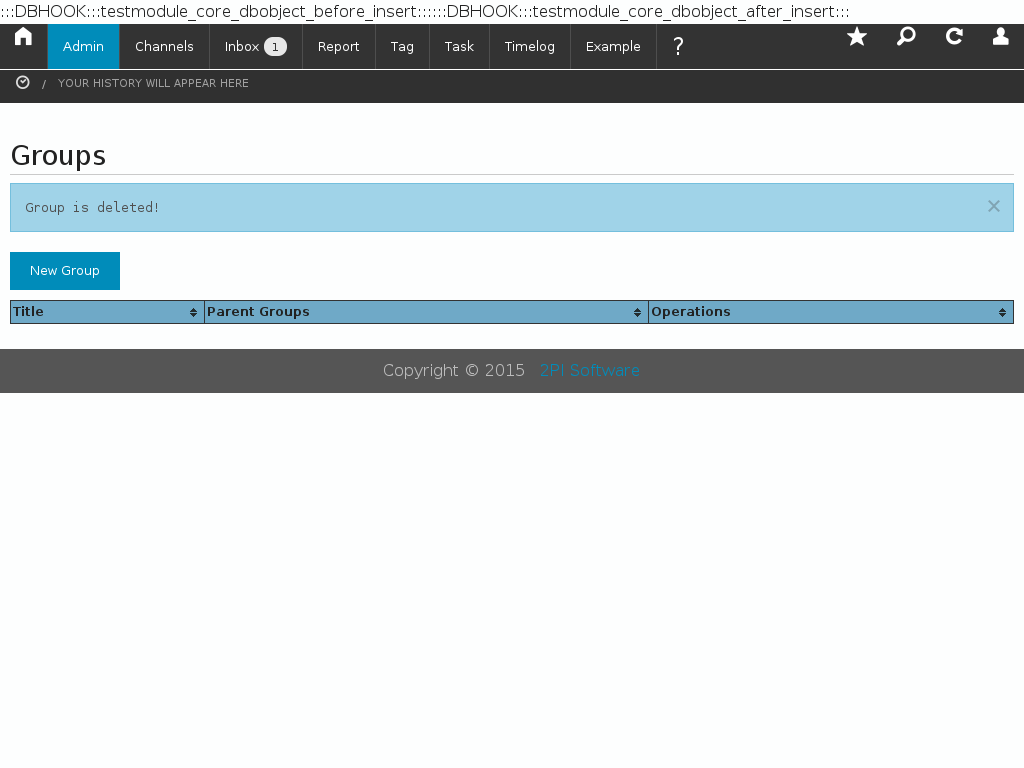 :::DBHOOK:::testmodule_core_dbobject_before_insert::::::DBHOOK:::testmodule_core_dbobject_after_insert:::
Admin Channels Inbox 1 Report Tag Task Timelog Example ?
/ YOUR HISTORY WILL APPEAR HERE
Groups
Group is deleted! ×
New Group
Title Parent Groups Operations
Copyright © 2015 2PI Software